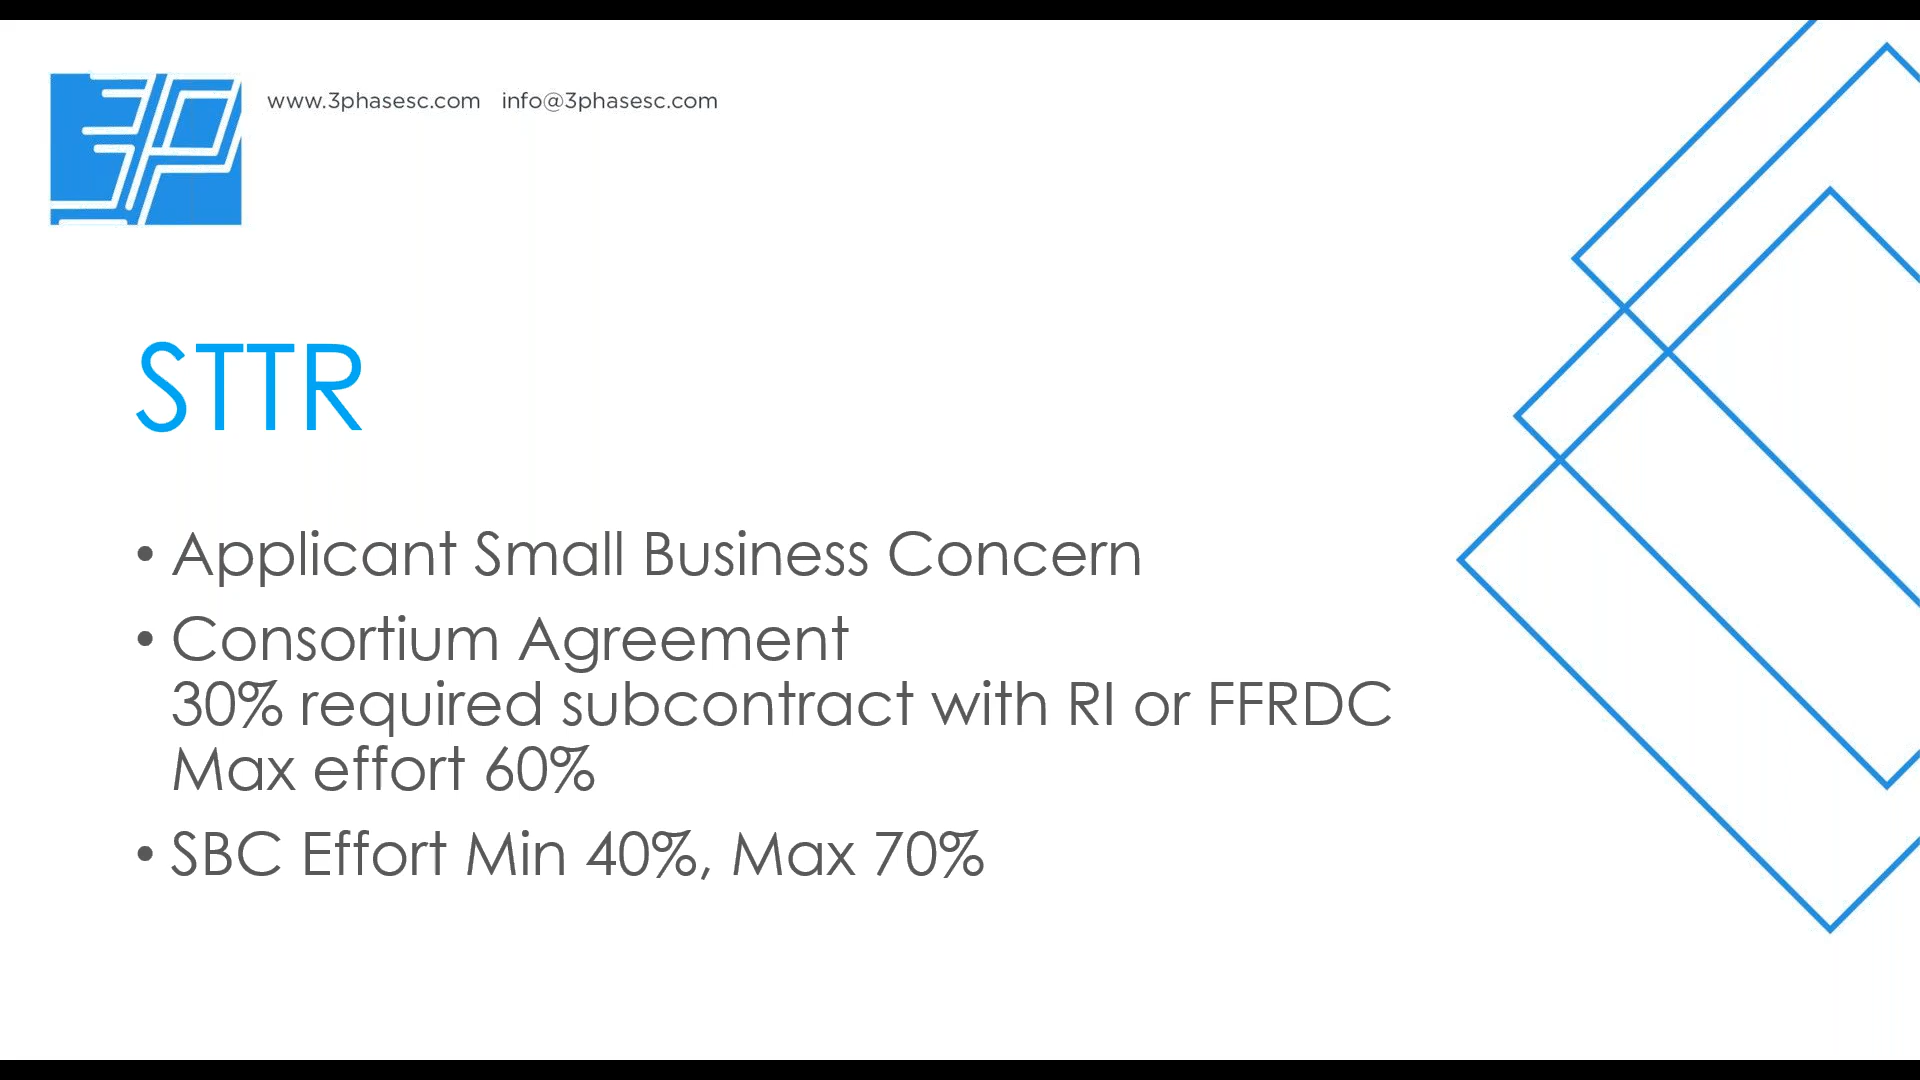 3P
www.3phasesc.com info@3phasesc.com
STTR
• Applicant Small Business Concern
• Consortium Agreement
30% required subcontract with RI or FFRDC
Max effort 60%
• SBC Effort Min 40%, Max 70%